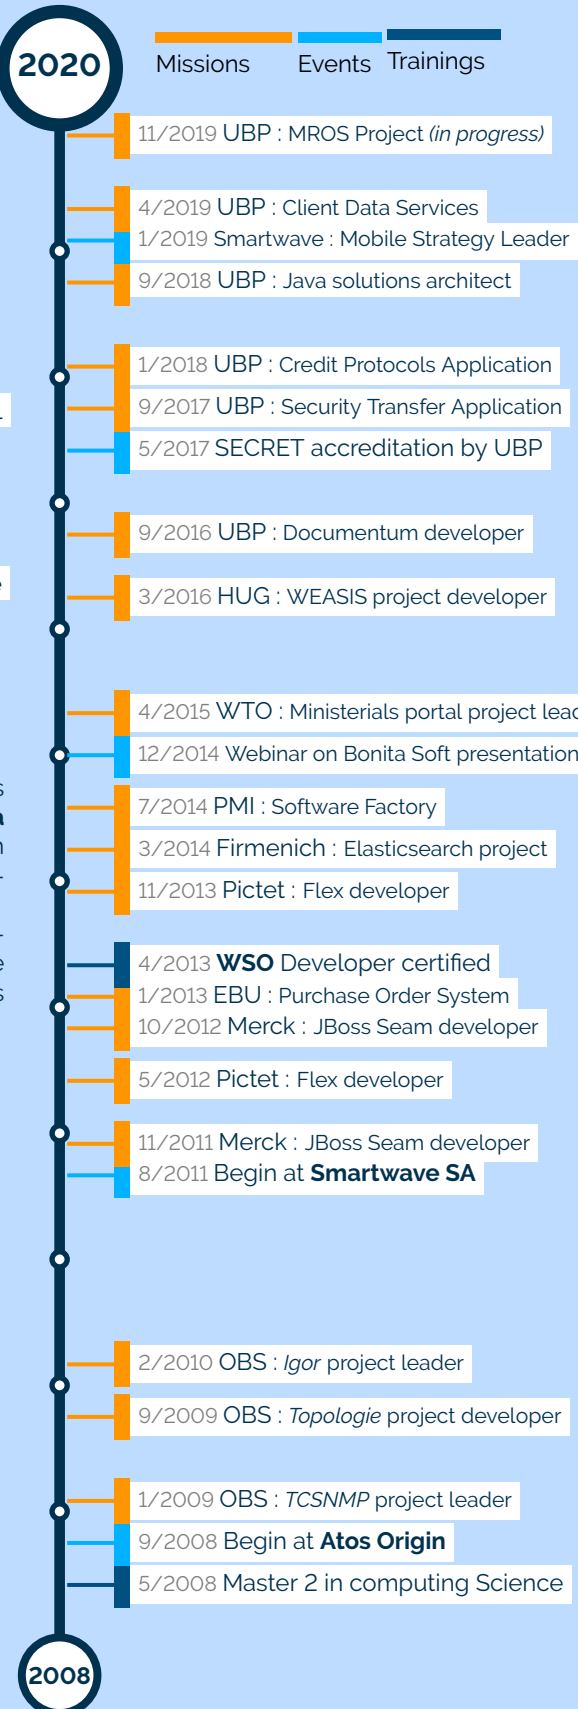 2020
Missions Events Trainings
11/2019 UBP : MROS Project (in progress)
4/2019 UBP : Client Data Services
1/2019 Smartwave : Mobile Strategy Leader
9/2018 UBP : Java solutions architect
1/2018 UBP : Credit Protocols Application
9/2017 UBP : Security Transfer Application
5/2017 SECRET accreditation by UBP
9/2016 UBP : Documentum developer
3/2016 HUG : WEASIS project developer
4/2015 WTO : Ministerials portal project
12/2014 Webinar on Bonita Soft presentation
7/2014 PMI : Software Factory
3/2014 Firmenich : Elasticsearch project
11/2013 Pictet : Flex developer
4/2013 WSO Developer certified
1/2013 EBU : Purchase Order System
10/2012 Merck : JBoss Seam developer
5/2012 Pictet : Flex developer
11/2011 Merck : JBoss Seam developer
8/2011 Begin at Smartwave SA
2/2010 OBS : Igor project leader
9/2009 OBS : Topologie project developer
1/2009 OBS : TCSNMP project leader
9/2008 Begin at Atos Origin
5/2008 Master 2 in computing Science
2008